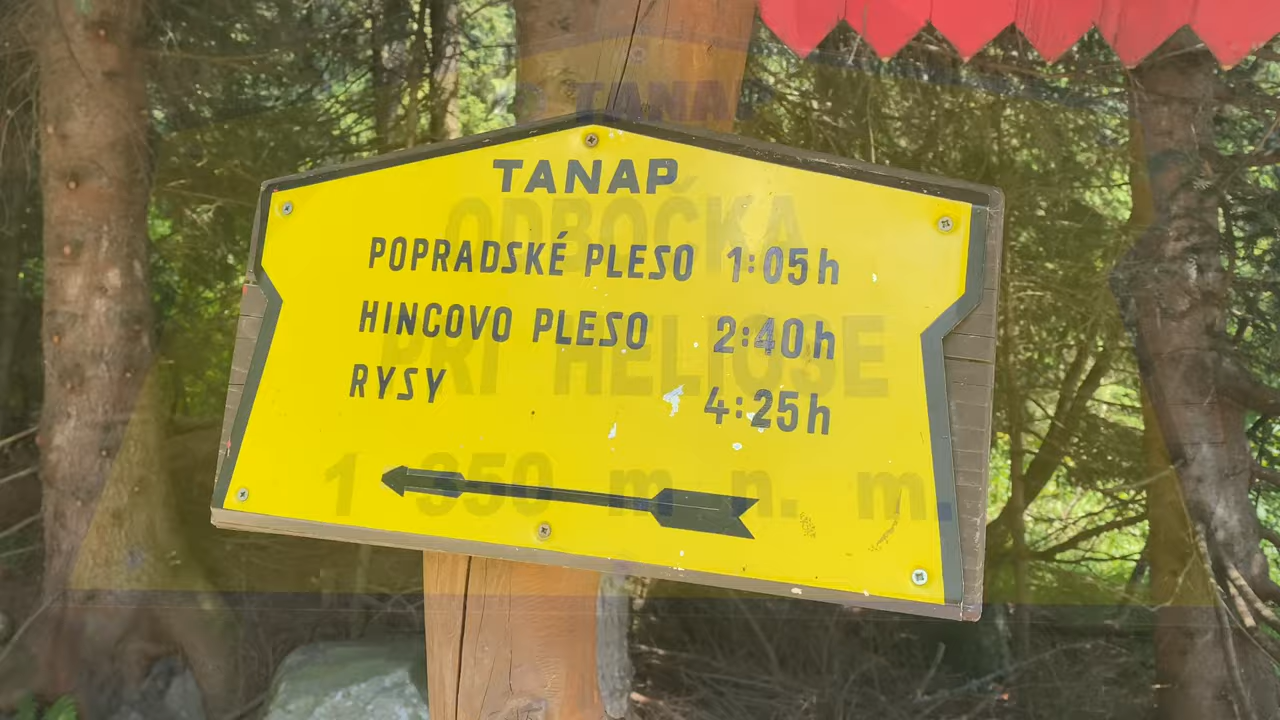 TANAP
POPRADSKÉ PLESO 1:05 h
HINCOVO PLESO 2:40 h
RYSY 4:25 h
TANAP
ODBOČKA
PRI HELIOSE
1 350 m n. m.